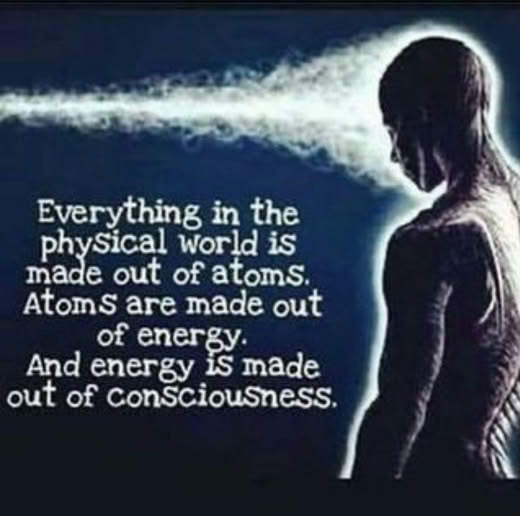 Everything in the
physical world is
made out of atoms.
Atoms are made out
of energy.
And energy is made
out of consciousness.